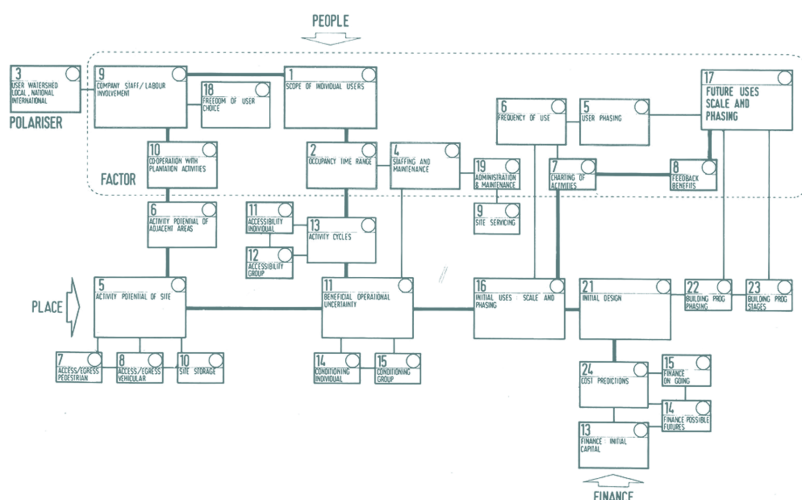 PEOPLE
3
USER WATERSHED
LOCAL, NATIONAL
INTERNATIONAL
POLARISER
9
COMPANY STAFF/LABOUR
INVOLVEMENT
18
FREEDOM OF USER
CHOICE
1
SCOPE OF INDIVIDUAL USERS
6
FREQUENCY OF USE
5
USER PHASING
17
FUTURE USES
SCALE AND
PHASING
10
CO-OPERATION WITH
PLANTATION ACTIVITIES
FACTOR
2
OCCUPANCY TIME RANGE
4
STAFFING AND
MAINTENANCE
19
ADMINISTRATION
& MAINTENANCE
7
CHARTING OF
ACTIVITIES
8
FEEDBACK
BENEFITS
6
ACTIVITY POTENTIAL OF
ADJACENT AREAS
11
ACCESSIBILITY
INDIVIDUAL
12
ACCESSIBILITY
GROUP
13
ACTIVITY CYCLES
9
SITE SERVICING
PLACE
5
ACTIVITY POTENTIAL OF SITE
11
BENEFICIAL OPERATIONAL
UNCERTAINTY
16
INITIAL USES SCALE AND
PHASING
21
INITIAL DESIGN
22
BUILDING PROG
PHASING
23
BUILDING PROG
STAGES
7
ACCESS/EGRESS
PEDESTRIAN
8
ACCESS/EGRESS
VEHICULAR
10
SITE STORAGE
14
CONDITIONING
INDIVIDUAL
15
CONDITIONING
GROUP
24
COST PREDICTIONS
15
FINANCE
ON GOING
14
FINANCE POSSIBLE
FUTURES
13
FINANCE: INITIAL
CAPITAL
FINANCE